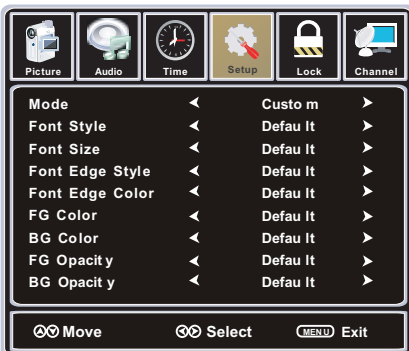 Picture Audio Time Setup Lock Channel
Mode Custo m
Font Style Defau lt
Font Size Defau lt
Font Edge Style Defau lt
Font Edge Color Defau lt
FG Color Defau lt
BG Color Defau lt
FG Opacit y Defau lt
BG Opacit y Defau lt
Move Select MENU Exit